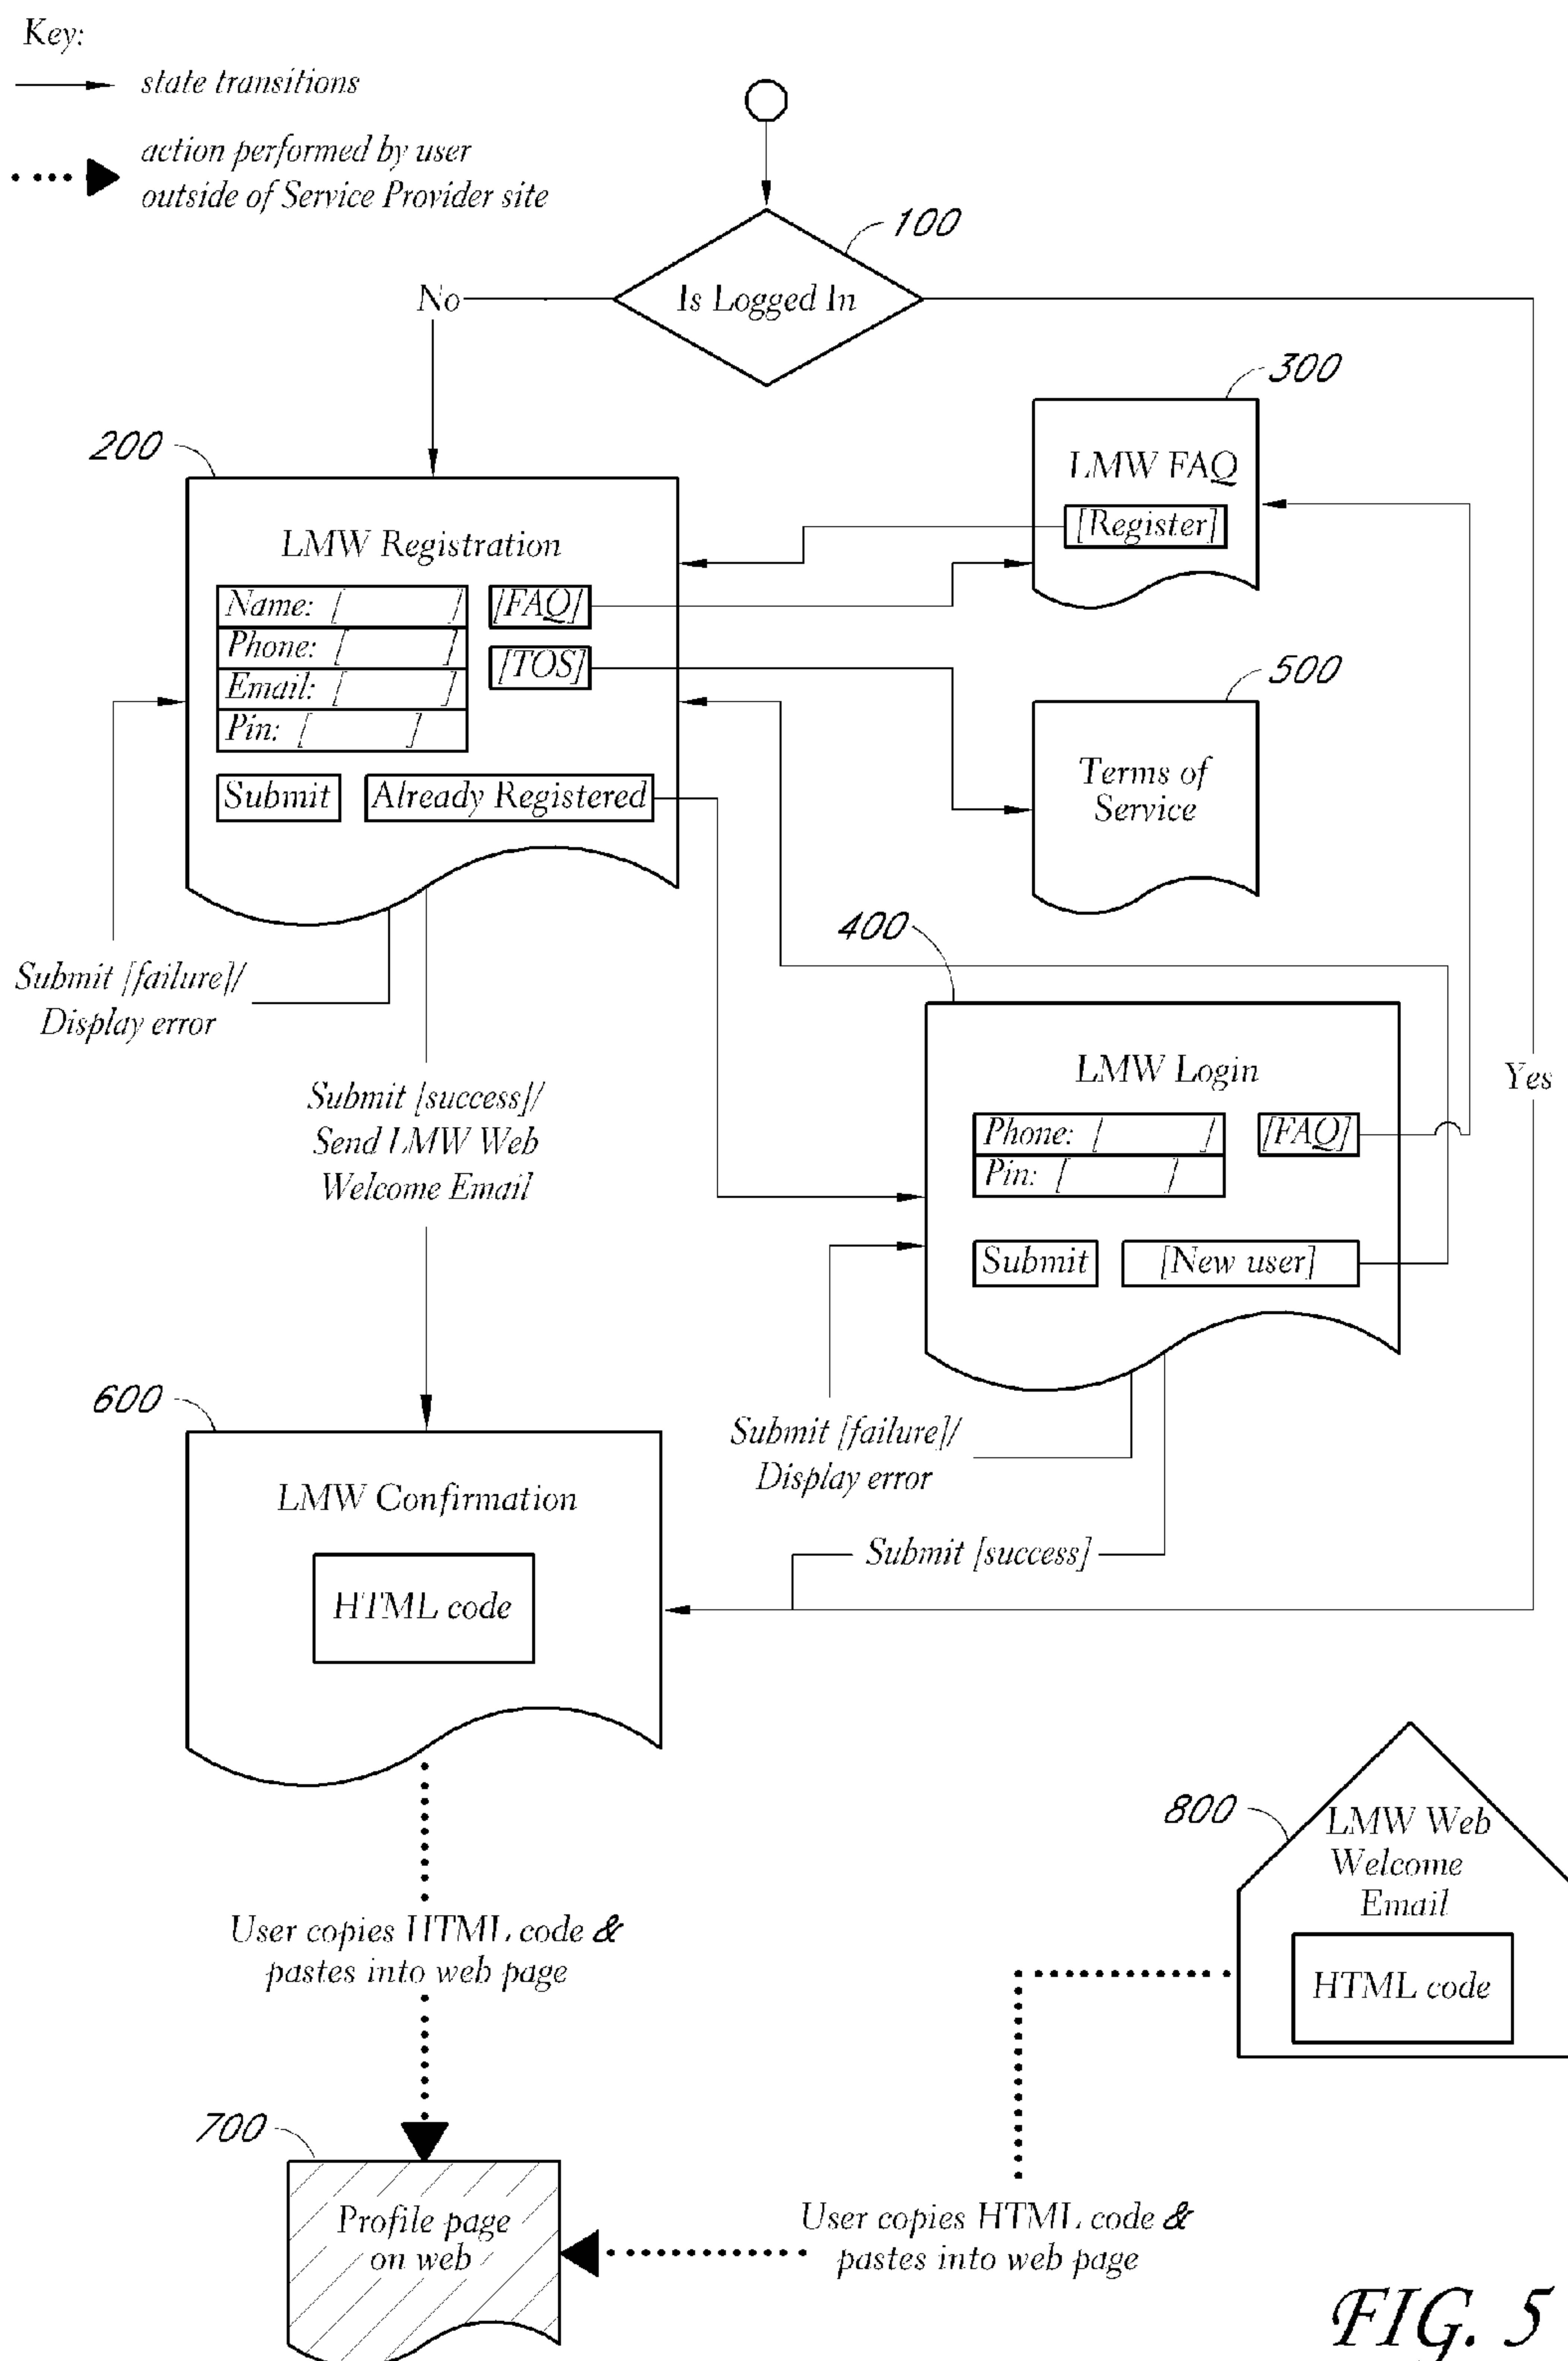 Key:
state transitions
action performed by user
outside of Service Provider site
100
Is Logged In
No
300
LMW FAQ
[Register]
200
LMW Registration
Name: [ ]
Phone: [ ]
Email: [ ]
Pin: [ ]
[FAQ]
[TOS]
Submit
Already Registered
500
Terms of
Service
Submit [failure]/
Display error
Submit [success]/
Send LMW Web
Welcome Email
400
LMW Login
Phone: [ ]
Pin: [ ]
[FAQ]
Submit
[New user]
Yes
Submit [failure]/
Display error
Submit [success]
600
LMW Confirmation
HTML code
User copies HTML code &
pastes into web page
800
LMW Web
Welcome
Email
HTML code
700
Profile page
on web
User copies HTML code &
pastes into web page
FIG. 5